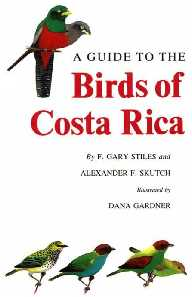 A GUIDE TO THE
Birds of
Costa Rica
By F. GARY STILES and
ALEXANDER F. SKUTCH
Illustrated by
DANA GARDNER